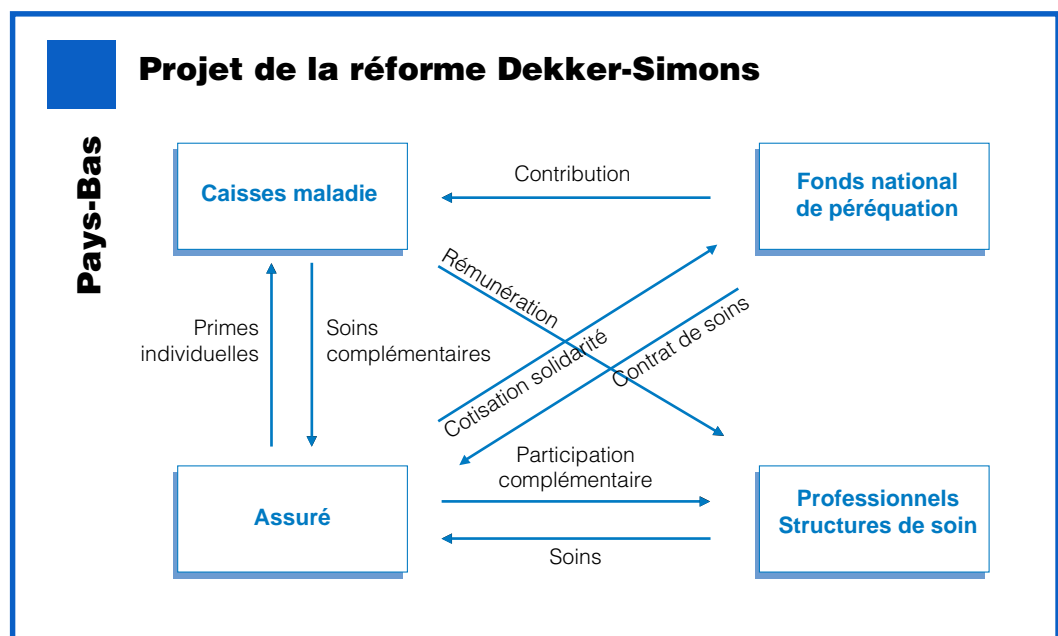 Projet de la réforme Dekker-Simons
Pays-Bas
Caisses maladie
Contribution
Fonds national
de péréquation
Rémunération
Primes
individuelles
Soins
complémentaires
Cotisation solidarité
Contrat de soins
Assuré
Participation
complémentaire
Soins
Professionnels
Structures de soin